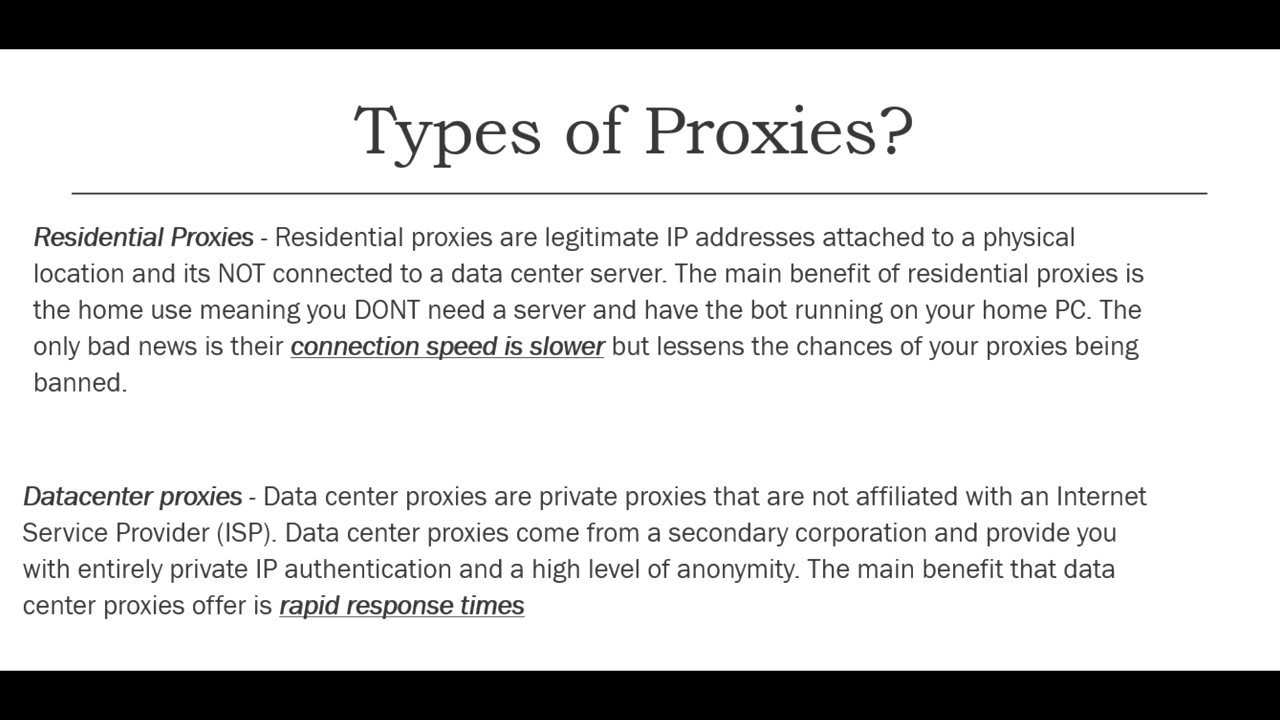 Types of Proxies?
Residential Proxies - Residential proxies are legitimate IP addresses attached to a physical
location and its NOT connected to a data center server. The main benefit of residential proxies is
the home use meaning you DONT need a server and have the bot running on your home PC. The
only bad news is their connection speed is slower but lessens the chances of your proxies being
banned.
Datacenter proxies - Data center proxies are private proxies that are not affiliated with an Internet
Service Provider (ISP). Data center proxies come from a secondary corporation and provide you
with entirely private IP authentication and a high level of anonymity. The main benefit that data
center proxies offer is rapid response times